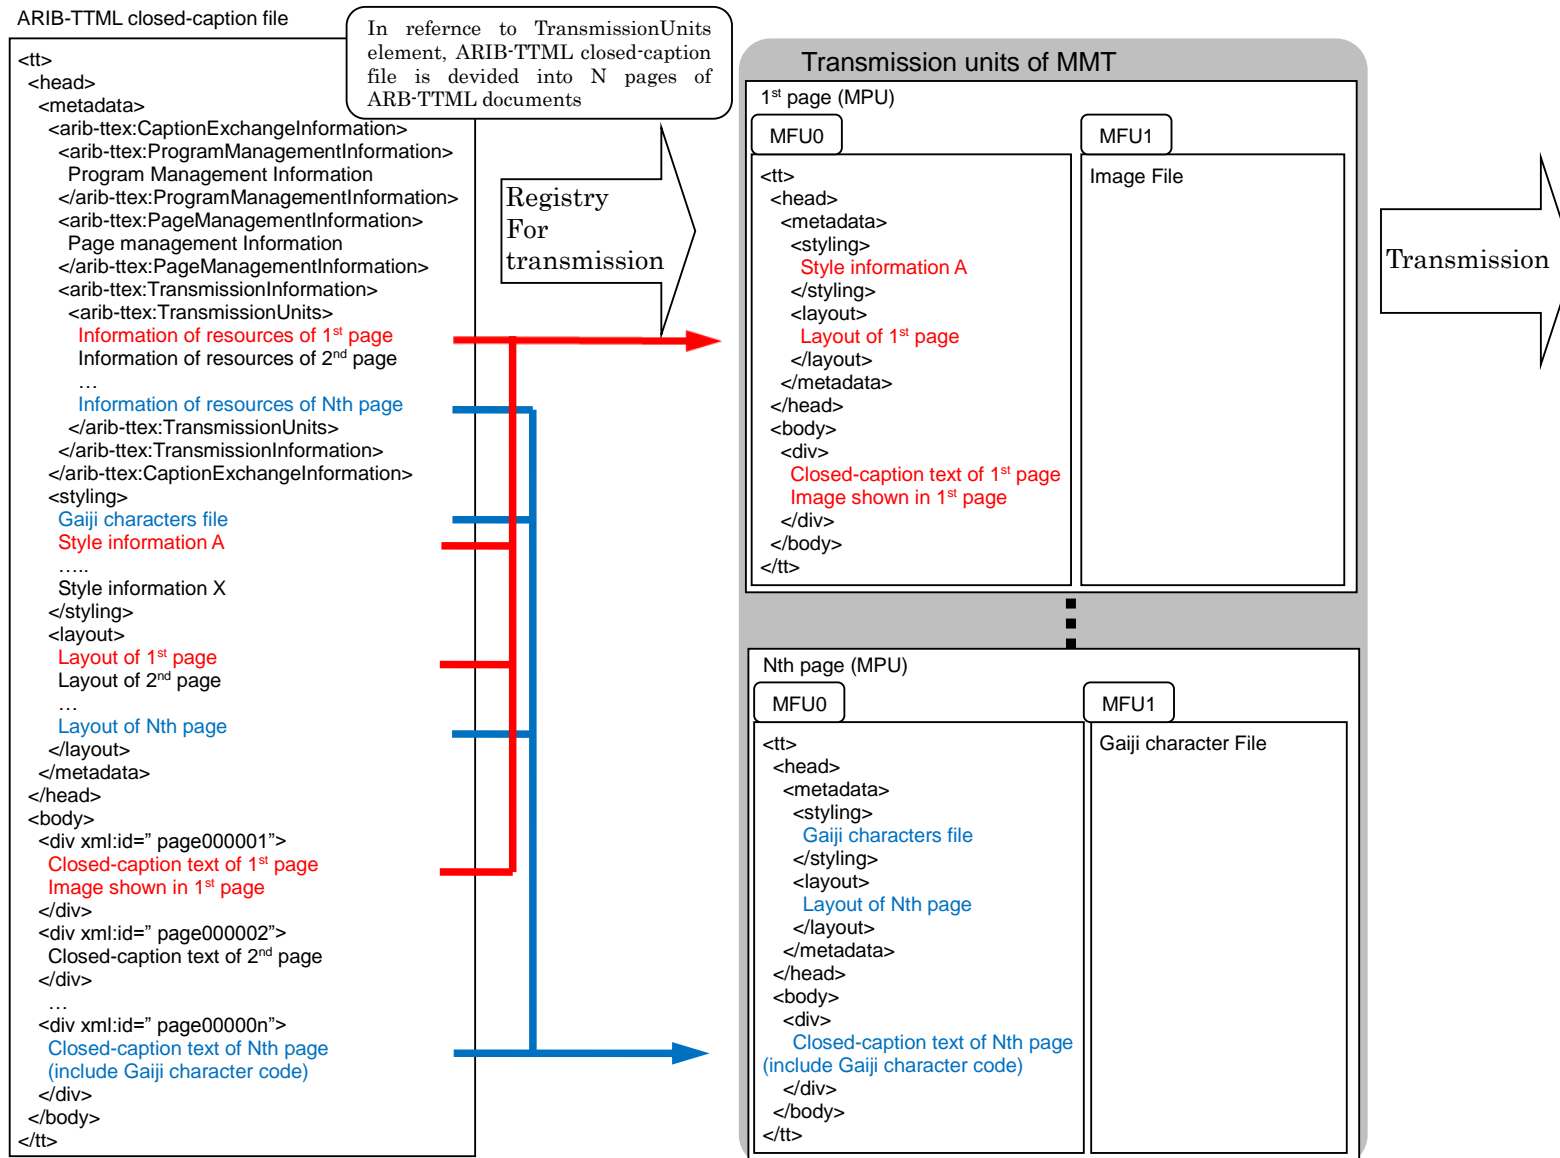 ARIB-TTML closed-caption file
<tt>
<head>
<metadata>
<arib-ttex:CaptionExchangeInformation>
<arib-ttex:ProgramManagementInformation>
Program Management Information
</arib-ttex:ProgramManagementInformation>
<arib-ttex:PageManagementInformation>
Page management Information
</arib-ttex:PageManagementInformation>
<arib-ttex:TransmissionInformation>
<arib-ttex:TransmissionUnits>
Information of resources of 1st page
Information of resources of 2nd page
…
Information of resources of Nth page
</arib-ttex:TransmissionUnits>
</arib-ttex:TransmissionInformation>
</arib-ttex:CaptionExchangeInformation>
<styling>
Gaiji characters file
Style information A
…..
Style information X
</styling>
<layout>
Layout of 1st page
Layout of 2nd page
…
Layout of Nth page
</layout>
</metadata>
</head>
<body>
<div xml:id=” page000001”>
Closed-caption text of 1st page
Image shown in 1st page
</div>
<div xml:id=” page000002”>
Closed-caption text of 2nd page
</div>
…
<div xml:id=” page00000n”>
Closed-caption text of Nth page
(include Gaiji character code)
</div>
</body>
</tt>
In refernce to TransmissionUnits
element, ARIB-TTML closed-caption
file is devided into N pages of
ARB-TTML documents
Registry
For
transmission
Transmission units of MMT
1st page (MPU)
MFU0
<tt>
<head>
<metadata>
<styling>
Style information A
</styling>
<layout>
Layout of 1st page
</layout>
</metadata>
</head>
<body>
<div>
Closed-caption text of 1st page
Image shown in 1st page
</div>
</body>
</tt>
MFU1
Image File
Nth page (MPU)
MFU0
<tt>
<head>
<metadata>
<styling>
Gaiji characters file
</styling>
<layout>
Layout of Nth page
</layout>
</metadata>
</head>
<body>
<div>
Closed-caption text of Nth page
(include Gaiji character code)
</div>
</body>
</tt>
MFU1
Gaiji character File
Transmission